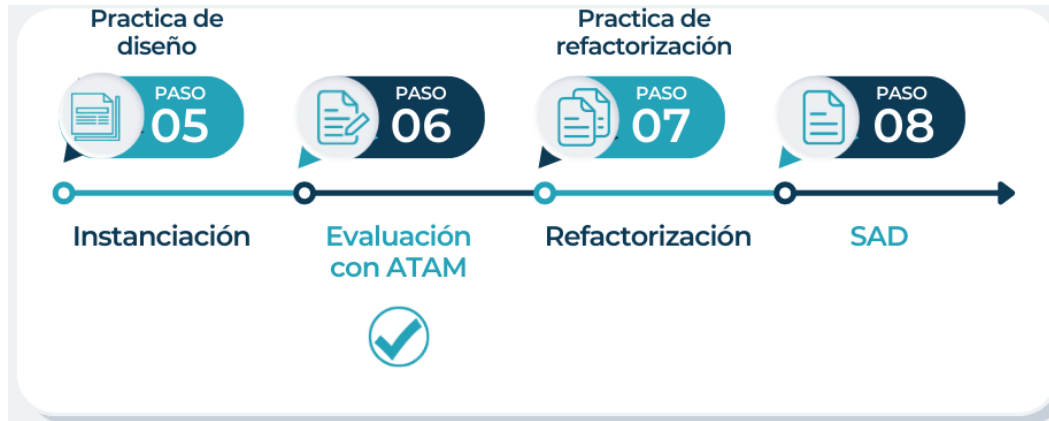 Practica de
diseño
Practica de
refactorización
PASO
05
PASO
06
PASO
07
PASO
08
Instanciación
Evaluación
con ATAM
Refactorización
SAD